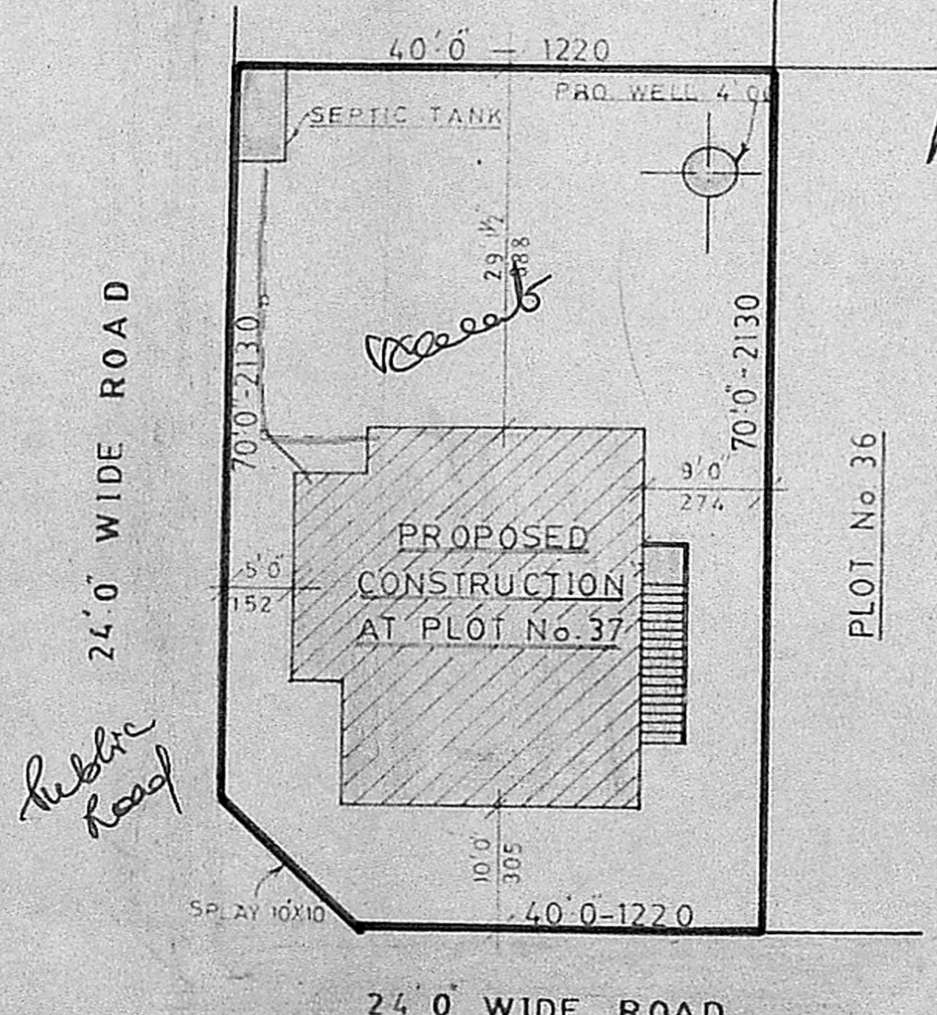 40'0" — 1220
PRO. WELL 4'0
SEPTIC TANK
29' 1½"
888
70'0"-2130
70'0"-2130
24'0" WIDE ROAD
9'0"
274
PLOT No 36
PROPOSED
CONSTRUCTION
AT PLOT No. 37
5'0"
152
Public
Road
10'0"
305
SPLAY 10'X10
40'0"-1220
24'0" WIDE ROAD